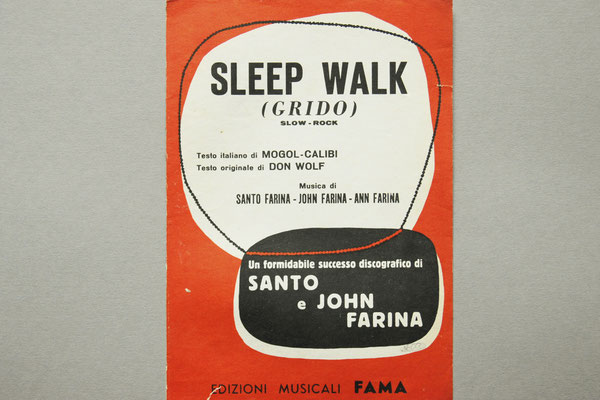 SLEEP WALK
(GRIDO)
SLOW-ROCK
Testo italiano di MOGOL-CALIBI
Testo originale di DON WOLF
Musica di
SANTO FARINA - JOHN FARINA - ANN FARINA
Un formidabile successo discografico di
SANTO
e JOHN
FARINA
EDIZIONI MUSICALI FAMA